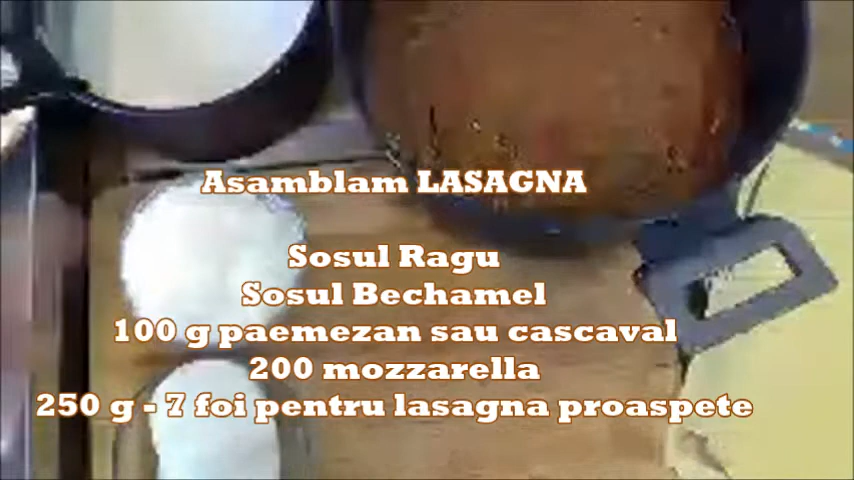 Asamblam LASAGNA
Sosul Ragu
Sosul Bechamel
100 g paemezan sau cascaval
200 mozzarella
250 g - 7 foi pentru lasagna proaspete